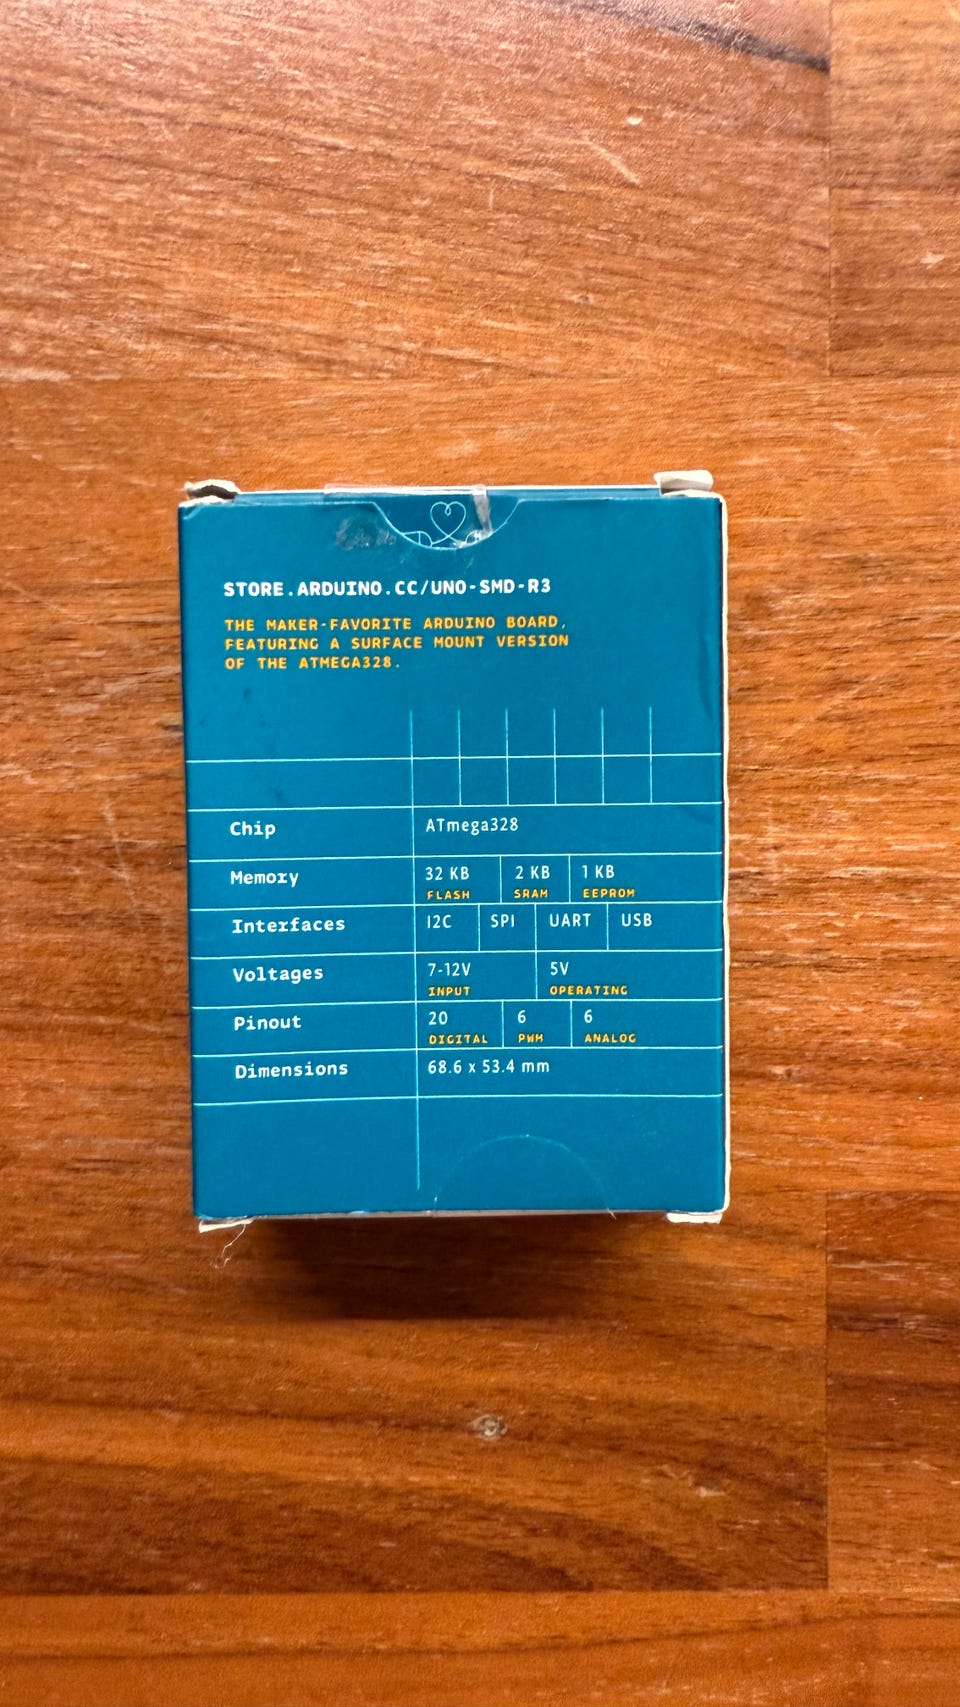 STORE.ARDUINO.CC/UNO-SMD-R3
THE MAKER-FAVORITE ARDUINO BOARD,
FEATURING A SURFACE MOUNT VERSION
OF THE ATMEGA328.
Chip ATmega328
Memory 32 KB 2 KB 1 KB
FLASH SRAM EEPROM
Interfaces I2C SPI UART USB
Voltages 7-12V 5V
INPUT OPERATING
Pinout 20 6 6
DIGITAL PWM ANALOG
Dimensions 68.6 x 53.4 mm